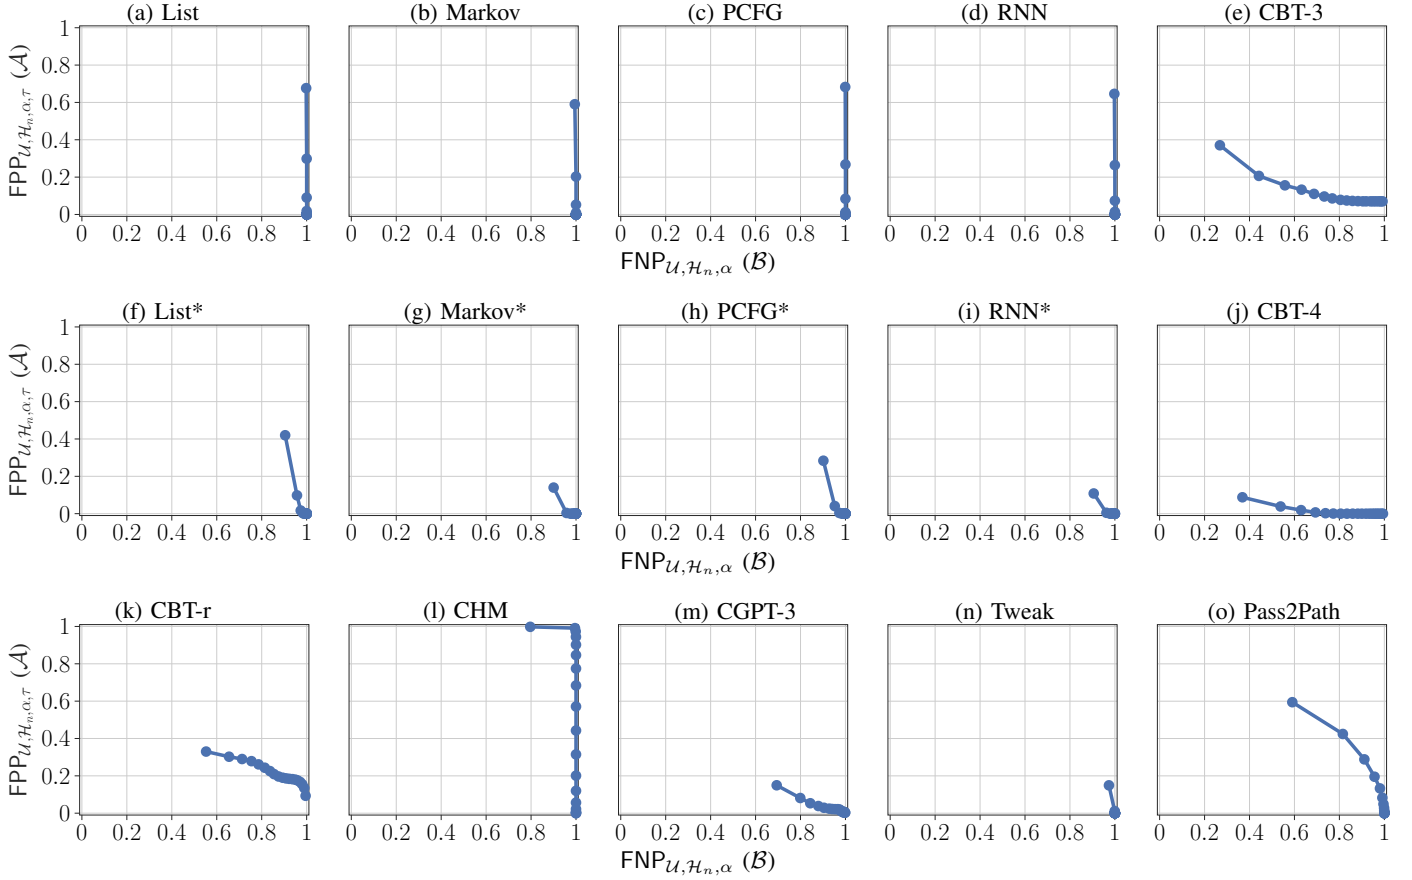 (a) List (b) Markov (c) PCFG (d) RNN (e) CBT-3
1
0.8
0.6
0.4
0.2
0
FPP𝒰,ℋn,α,τ (𝒜)
0 0.2 0.4 0.6 0.8 1 0 0.2 0.4 0.6 0.8 1 0 0.2 0.4 0.6 0.8 1 0 0.2 0.4 0.6 0.8 1 0 0.2 0.4 0.6 0.8 1
FNP𝒰,ℋn,α (ℬ)
(f) List* (g) Markov* (h) PCFG* (i) RNN* (j) CBT-4
1
0.8
0.6
0.4
0.2
0
FPP𝒰,ℋn,α,τ (𝒜)
0 0.2 0.4 0.6 0.8 1 0 0.2 0.4 0.6 0.8 1 0 0.2 0.4 0.6 0.8 1 0 0.2 0.4 0.6 0.8 1 0 0.2 0.4 0.6 0.8 1
FNP𝒰,ℋn,α (ℬ)
(k) CBT-r (l) CHM (m) CGPT-3 (n) Tweak (o) Pass2Path
1
0.8
0.6
0.4
0.2
0
FPP𝒰,ℋn,α,τ (𝒜)
0 0.2 0.4 0.6 0.8 1 0 0.2 0.4 0.6 0.8 1 0 0.2 0.4 0.6 0.8 1 0 0.2 0.4 0.6 0.8 1 0 0.2 0.4 0.6 0.8 1
FNP𝒰,ℋn,α (ℬ)